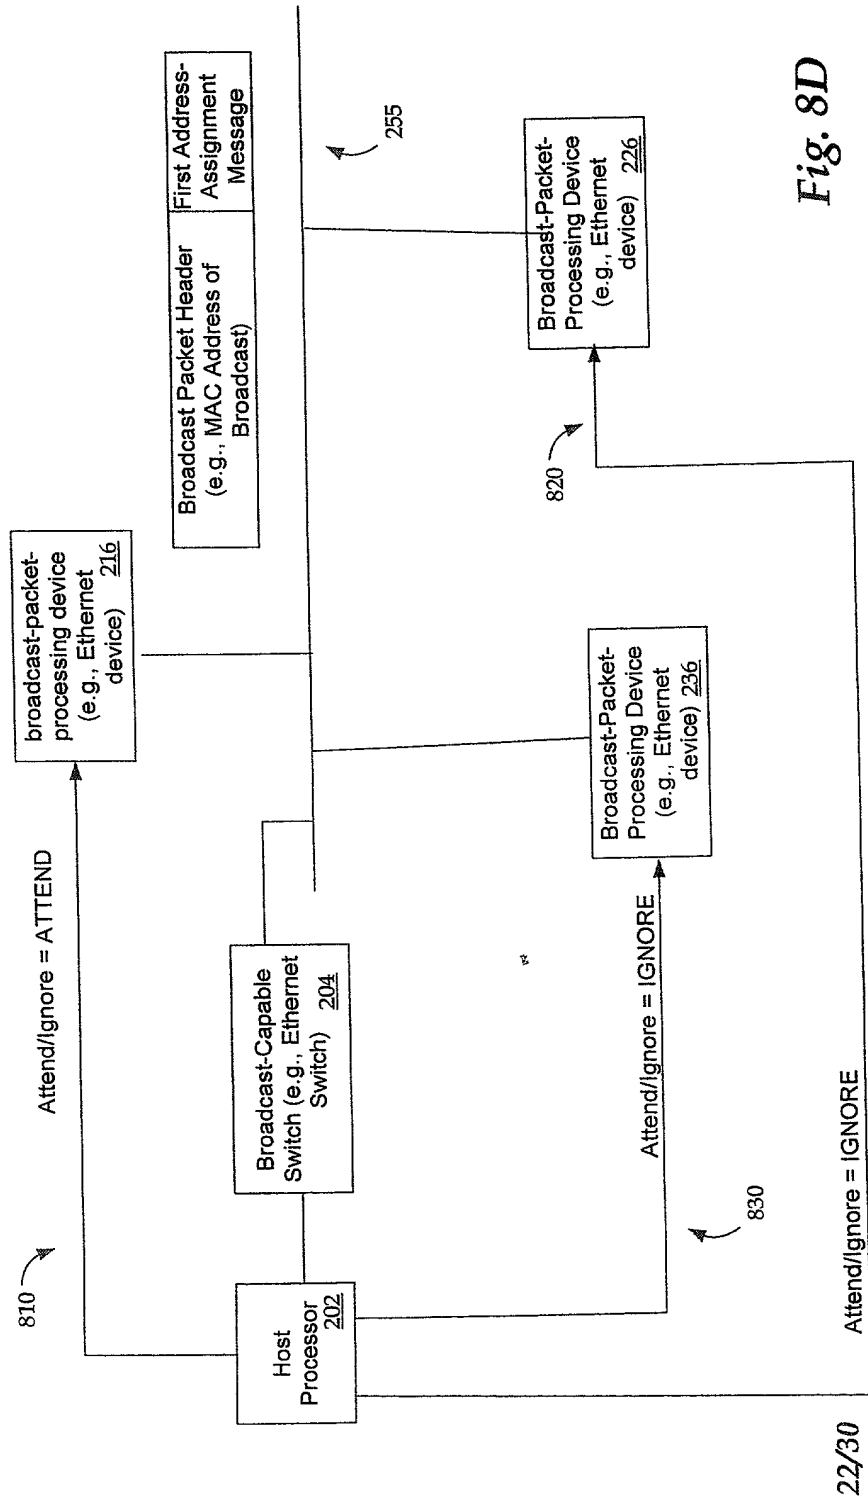 22/30
810
Attend/Ignore = ATTEND
broadcast-packet-
processing device
(e.g., Ethernet 216
device)
Host
Processor
202
Broadcast-Capable
Switch (e.g., Ethernet
Switch) 204
Broadcast Packet Header
(e.g., MAC Address of
Broadcast)
First Address-
Assignment
Message
255
830
Attend/Ignore = IGNORE
Broadcast-Packet-
Processing Device
(e.g., Ethernet
device) 236
820
Broadcast-Packet-
Processing Device
(e.g., Ethernet 226
device)
Attend/Ignore = IGNORE
Fig. 8D